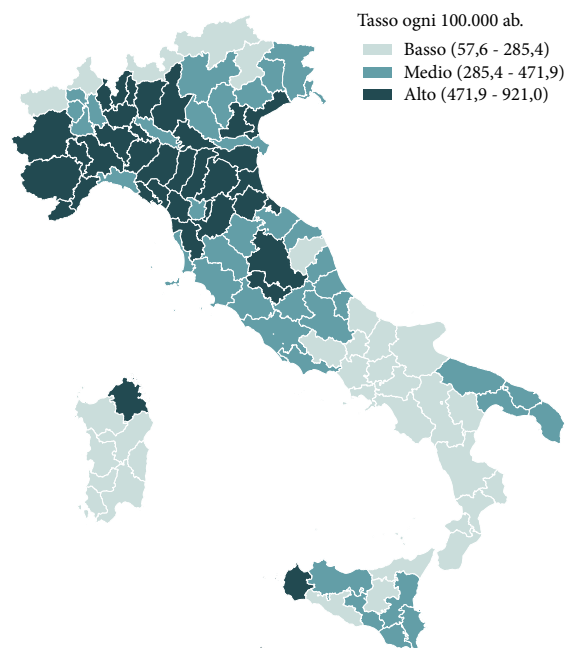 Tasso ogni 100.000 ab.
Basso (57,6 - 285,4)
Medio (285,4 - 471,9)
Alto (471,9 - 921,0)